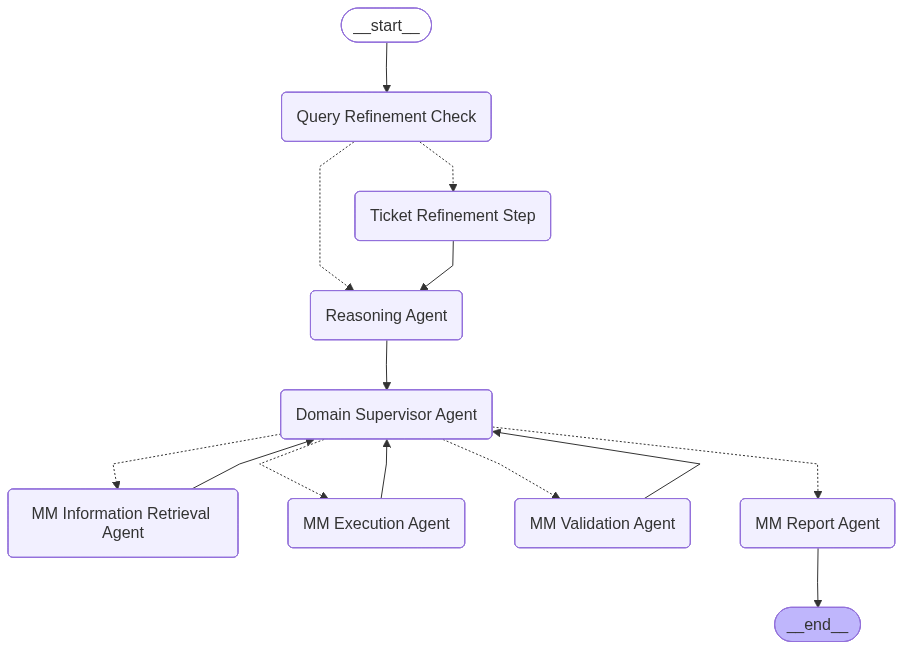 __start__
Query Refinement Check
Ticket Refinement Step
Reasoning Agent
Domain Supervisor Agent
MM Information Retrieval
Agent
MM Execution Agent
MM Validation Agent
MM Report Agent
__end__